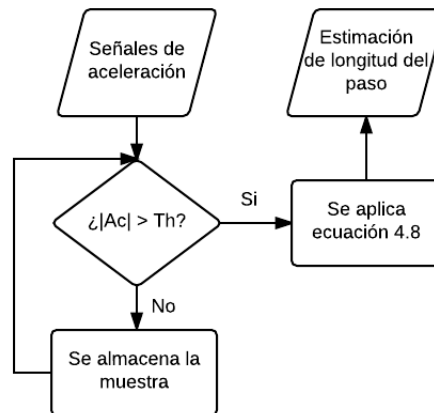 Señales de
aceleración
Estimación
de longitud del
paso
¿|Ac| > Th?
Si
Se aplica
ecuación 4.8
No
Se almacena la
muestra